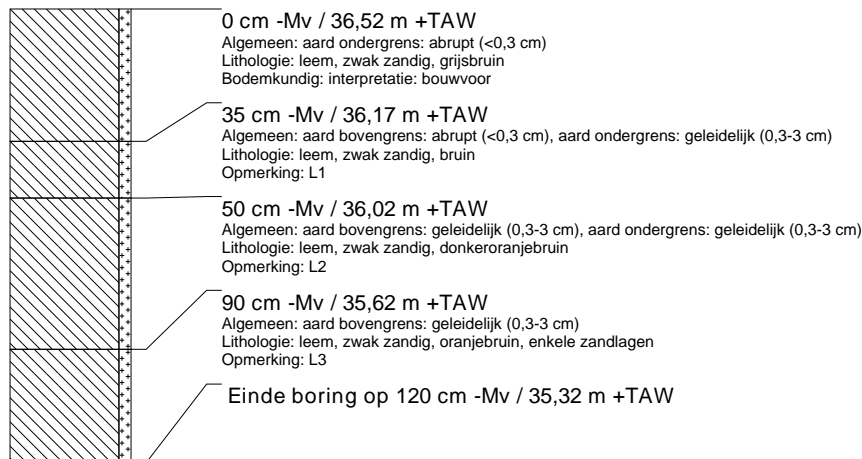 0 cm -Mv / 36,52 m +TAW
Algemeen: aard ondergrens: abrupt (<0,3 cm)
Lithologie: leem, zwak zandig, grijsbruin
Bodemkundig: interpretatie: bouwvoor
35 cm -Mv / 36,17 m +TAW
Algemeen: aard bovengrens: abrupt (<0,3 cm), aard ondergrens: geleidelijk (0,3-3 cm)
Lithologie: leem, zwak zandig, bruin
Opmerking: L1
50 cm -Mv / 36,02 m +TAW
Algemeen: aard bovengrens: geleidelijk (0,3-3 cm), aard ondergrens: geleidelijk (0,3-3 cm)
Lithologie: leem, zwak zandig, donkeroranjebruin
Opmerking: L2
90 cm -Mv / 35,62 m +TAW
Algemeen: aard bovengrens: geleidelijk (0,3-3 cm)
Lithologie: leem, zwak zandig, oranjebruin, enkele zandlagen
Opmerking: L3
Einde boring op 120 cm -Mv / 35,32 m +TAW